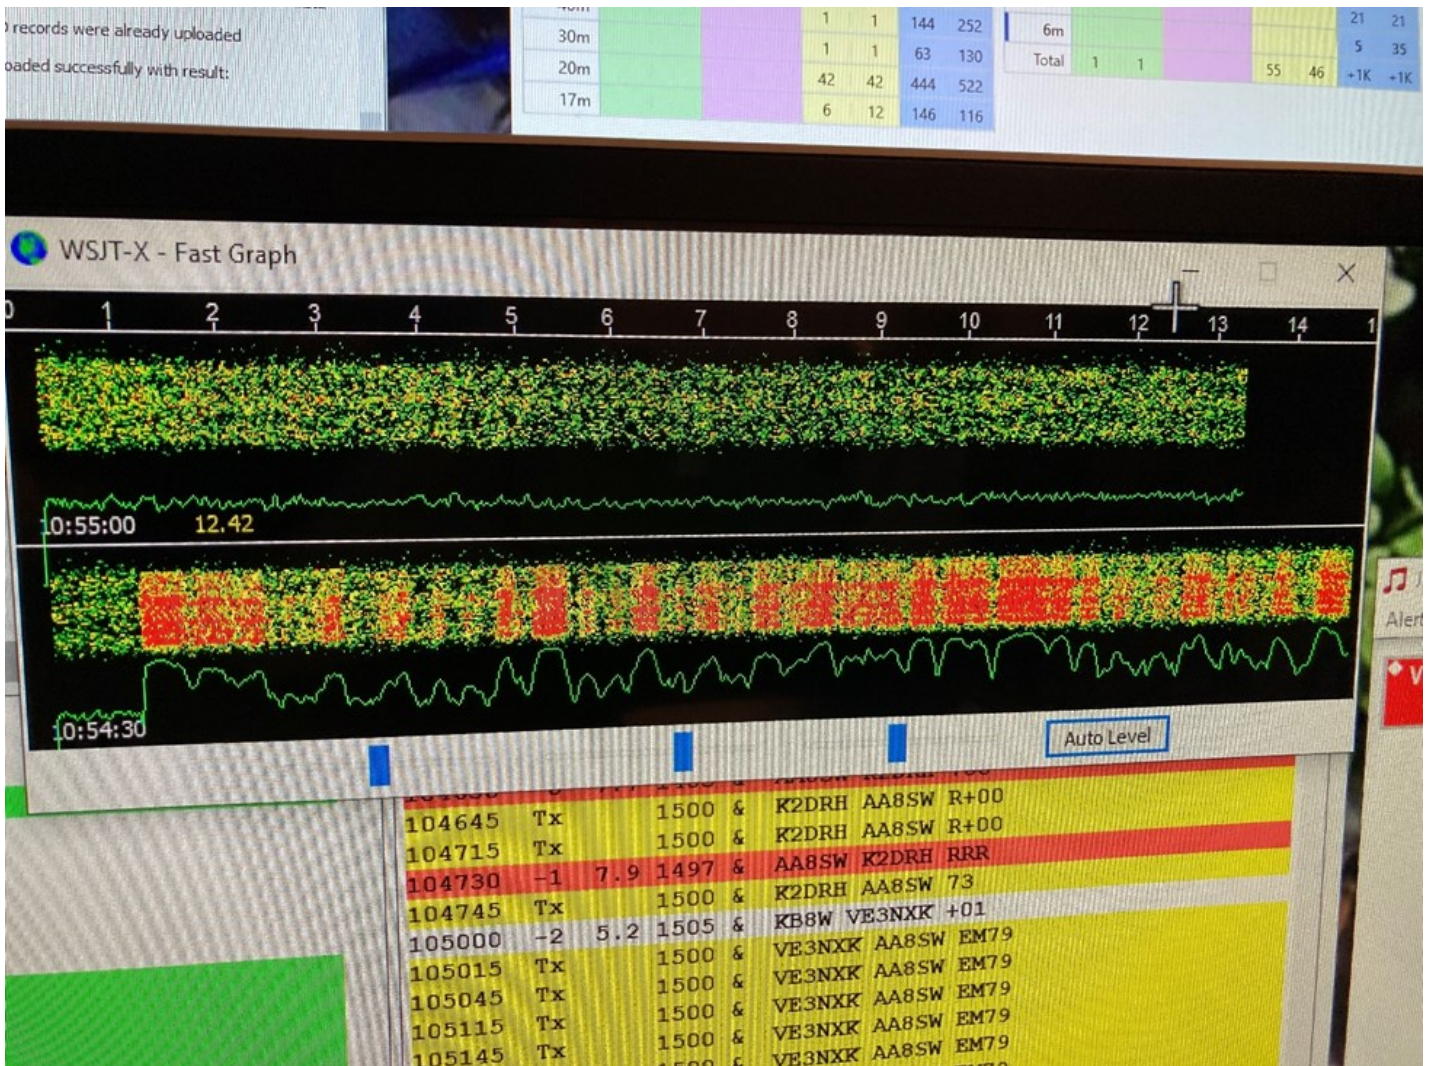 records were already uploaded
oaded successfully with result:
40m 1 1 144 252
30m 1 1 63 130
20m 42 42 444 522
17m 6 12 146 116
21 21
6m 5 35
Total 1 1 55 46 +1K +1K
WSJT-X - Fast Graph
0 1 2 3 4 5 6 7 8 9 10 11 12 13 14 1
10:55:00 12.42
10:54:30
Auto Level
Alert
V
104645 Tx 1500 & K2DRH AA8SW R+00
104715 Tx 1500 & K2DRH AA8SW R+00
104730 -1 7.9 1497 & AA8SW K2DRH RRR
104745 Tx 1500 & K2DRH AA8SW 73
105000 -2 5.2 1505 & KB8W VE3NXK +01
105015 Tx 1500 & VE3NXK AA8SW EM79
105045 Tx 1500 & VE3NXK AA8SW EM79
105115 Tx 1500 & VE3NXK AA8SW EM79
105145 Tx 1500 & VE3NXK AA8SW EM79
VE3NXK AA8SW EM79